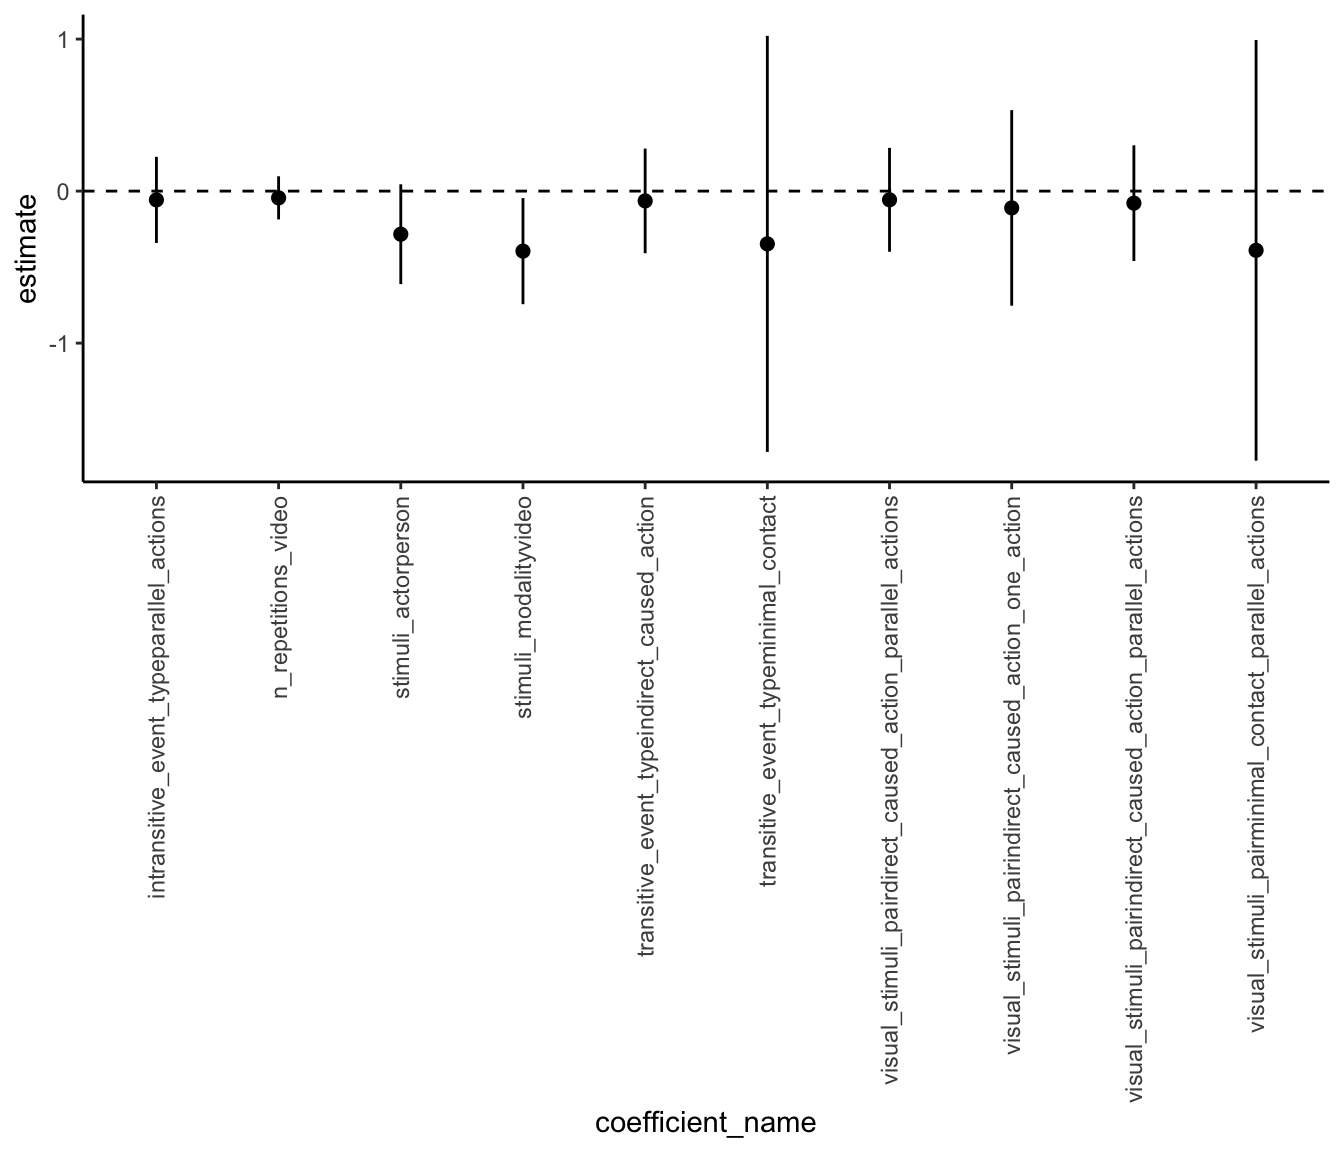 1
0
-1
estimate
intransitive_event_typeparallel_actions
n_repetitions_video
stimuli_actorperson
stimuli_modalityvideo
transitive_event_typeindirect_caused_action
transitive_event_typeminimal_contact
visual_stimuli_pairdirect_caused_action_parallel_actions
visual_stimuli_pairindirect_caused_action_one_action
visual_stimuli_pairindirect_caused_action_parallel_actions
visual_stimuli_pairminimal_contact_parallel_actions
coefficient_name